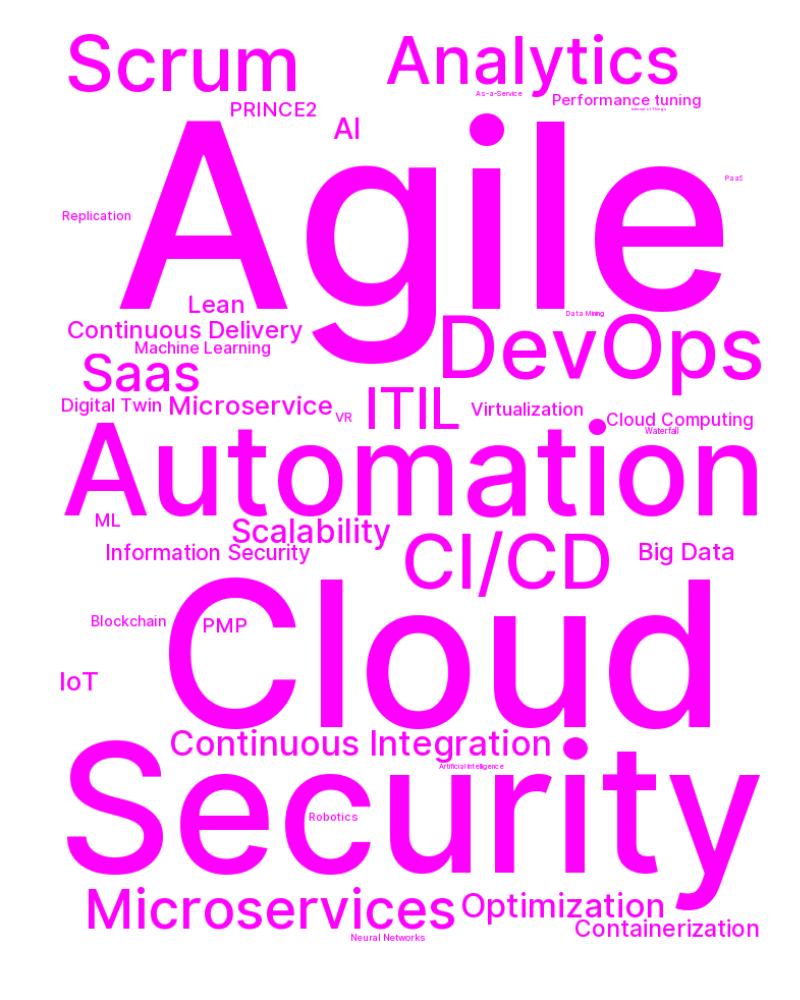 Scrum
Analytics
As-a-Service
Performance tuning
PRINCE2
Internet of Things
AI
Agile
PaaS
Replication
Lean
Data Mining
Continuous Delivery
DevOps
Machine Learning
Saas
Digital Twin
Microservice
VR
ITIL
Virtualization
Cloud Computing
Waterfall
Automation
ML
Scalability
Information Security
CI/CD
Big Data
Cloud
Blockchain
PMP
IoT
Continuous Integration
Artificial Intelligence
Security
Robotics
Microservices
Optimization
Containerization
Neural Networks